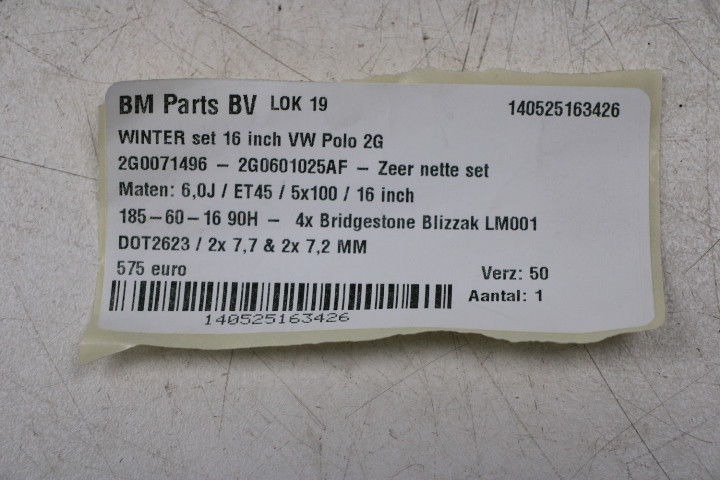 BM Parts BV LOK 19 140525163426
WINTER set 16 inch VW Polo 2G
2G0071496 - 2G0601025AF - Zeer nette set
Maten: 6,0J / ET45 / 5x100 / 16 inch
185-60-16 90H - 4x Bridgestone Blizzak LM001
DOT2623 / 2x 7,7 & 2x 7,2 MM
575 euro Verz: 50
Aantal: 1
140525163426